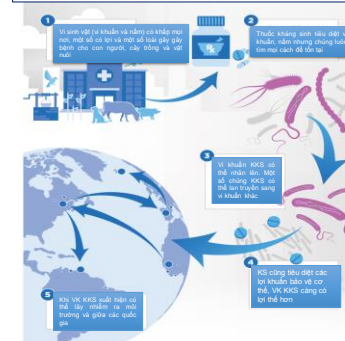 1
Vi sinh vật (vi khuẩn và nấm) có khắp mọi
nơi, một số có lợi và một số loài gây gây
bệnh cho con người, cây trồng và vật
nuôi
2
Thuốc kháng sinh tiêu diệt vi
khuẩn, nấm nhưng chúng luôn
tìm mọi cách để tồn tại
3
Vi khuẩn KKS có
thể nhân lên. Một
số chúng KKS có
thể lan truyền sang
vi khuẩn khác
4
KS cũng tiêu diệt các
lợi khuẩn bảo vệ cơ
thể, VK KKS càng có
lợi thế hơn
5
Khi VK KKS xuất hiện có
thể lây nhiễm ra môi
trường và giữa các quốc
gia